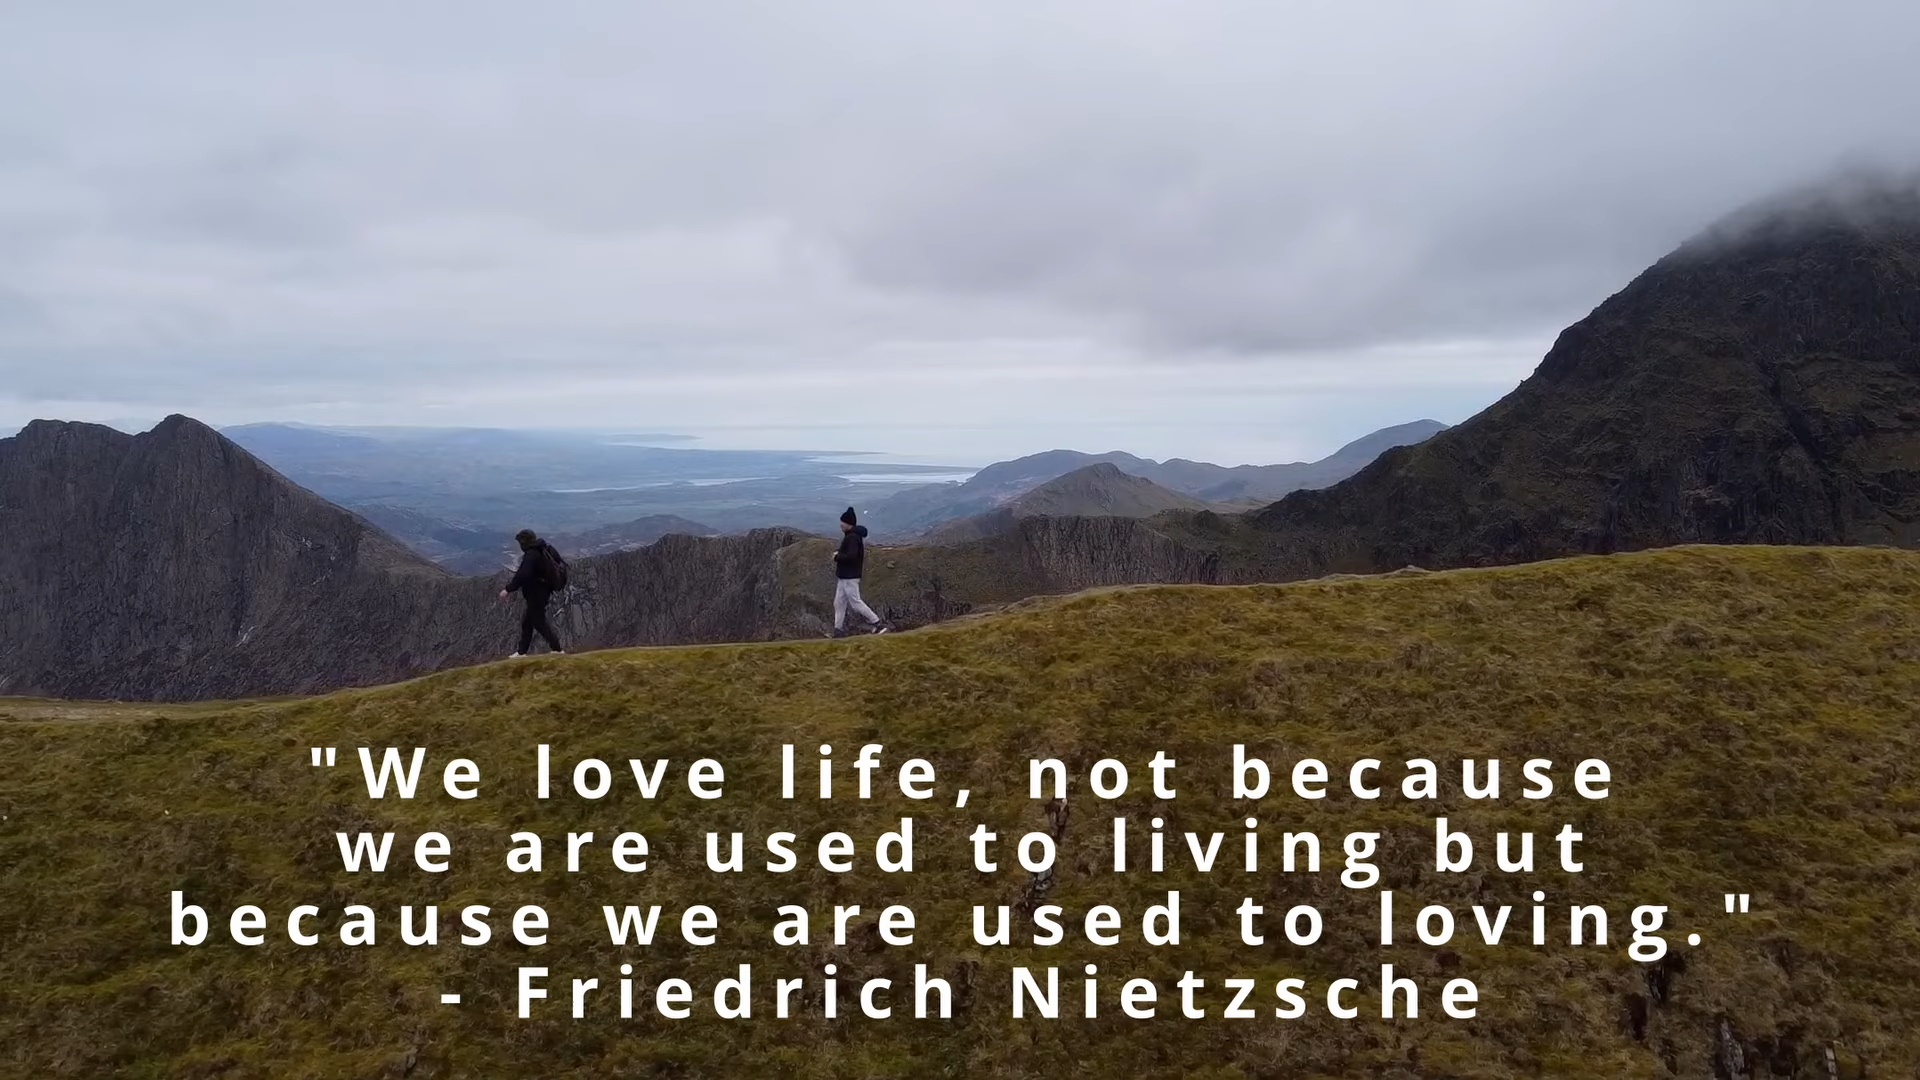 "We love life, not because
we are used to living but
because we are used to loving."
- Friedrich Nietzsche